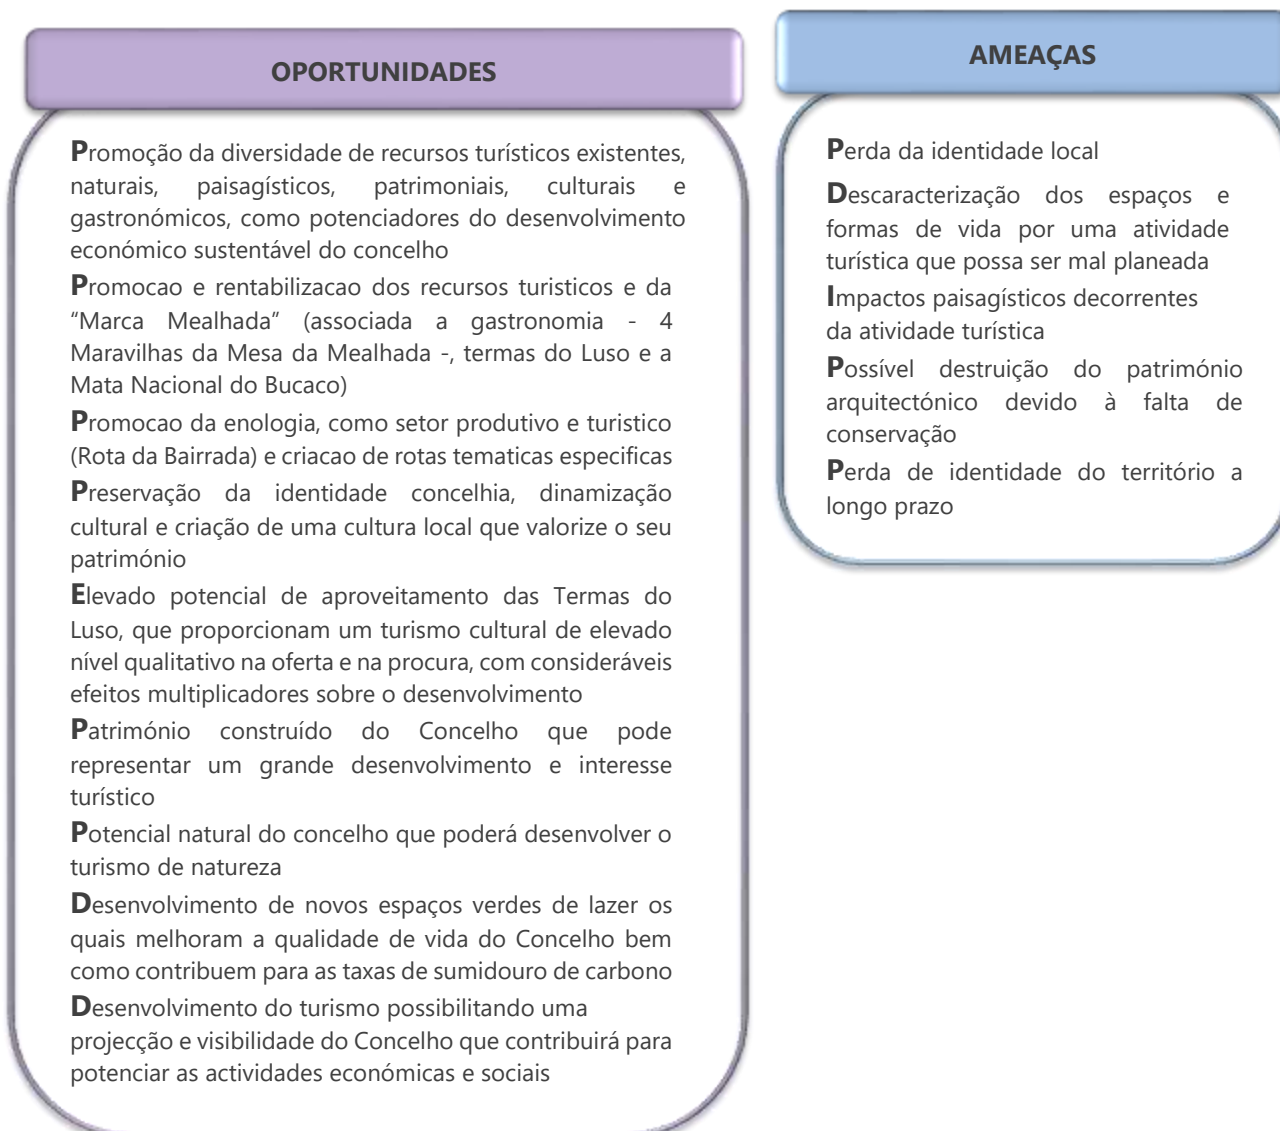 OPORTUNIDADES
Promoção da diversidade de recursos turísticos existentes,
naturais, paisagísticos, patrimoniais, culturais e
gastronómicos, como potenciadores do desenvolvimento
económico sustentável do concelho
Promocao e rentabilizacao dos recursos turisticos e da
“Marca Mealhada” (associada a gastronomia - 4
Maravilhas da Mesa da Mealhada -, termas do Luso e a
Mata Nacional do Bucaco)
Promocao da enologia, como setor produtivo e turistico
(Rota da Bairrada) e criacao de rotas tematicas especificas
Preservação da identidade concelhia, dinamização
cultural e criação de uma cultura local que valorize o seu
património
Elevado potencial de aproveitamento das Termas do
Luso, que proporcionam um turismo cultural de elevado
nível qualitativo na oferta e na procura, com consideráveis
efeitos multiplicadores sobre o desenvolvimento
Património construído do Concelho que pode
representar um grande desenvolvimento e interesse
turístico
Potencial natural do concelho que poderá desenvolver o
turismo de natureza
Desenvolvimento de novos espaços verdes de lazer os
quais melhoram a qualidade de vida do Concelho bem
como contribuem para as taxas de sumidouro de carbono
Desenvolvimento do turismo possibilitando uma
projecção e visibilidade do Concelho que contribuirá para
potenciar as actividades económicas e sociais
AMEAÇAS
Perda da identidade local
Descaracterização dos espaços e
formas de vida por uma atividade
turística que possa ser mal planeada
Impactos paisagísticos decorrentes
da atividade turística
Possível destruição do património
arquitectónico devido à falta de
conservação
Perda de identidade do território a
longo prazo